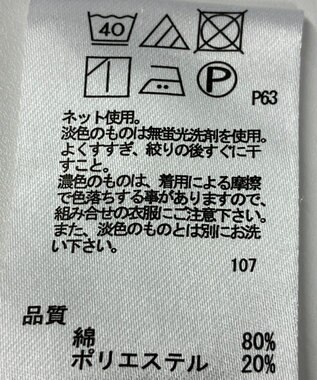 40
P
P63
ネット使用。
淡色のものは無蛍光洗剤を使用。
よくすすぎ、絞りの後すぐに干
すこと。
濃色のものは、着用による摩擦
で色落ちする事がありますので、
組み合せの衣服にご注意下さい。
また、淡色のものとは別にお洗
い下さい。
107
品質
綿 80%
ポリエステル 20%